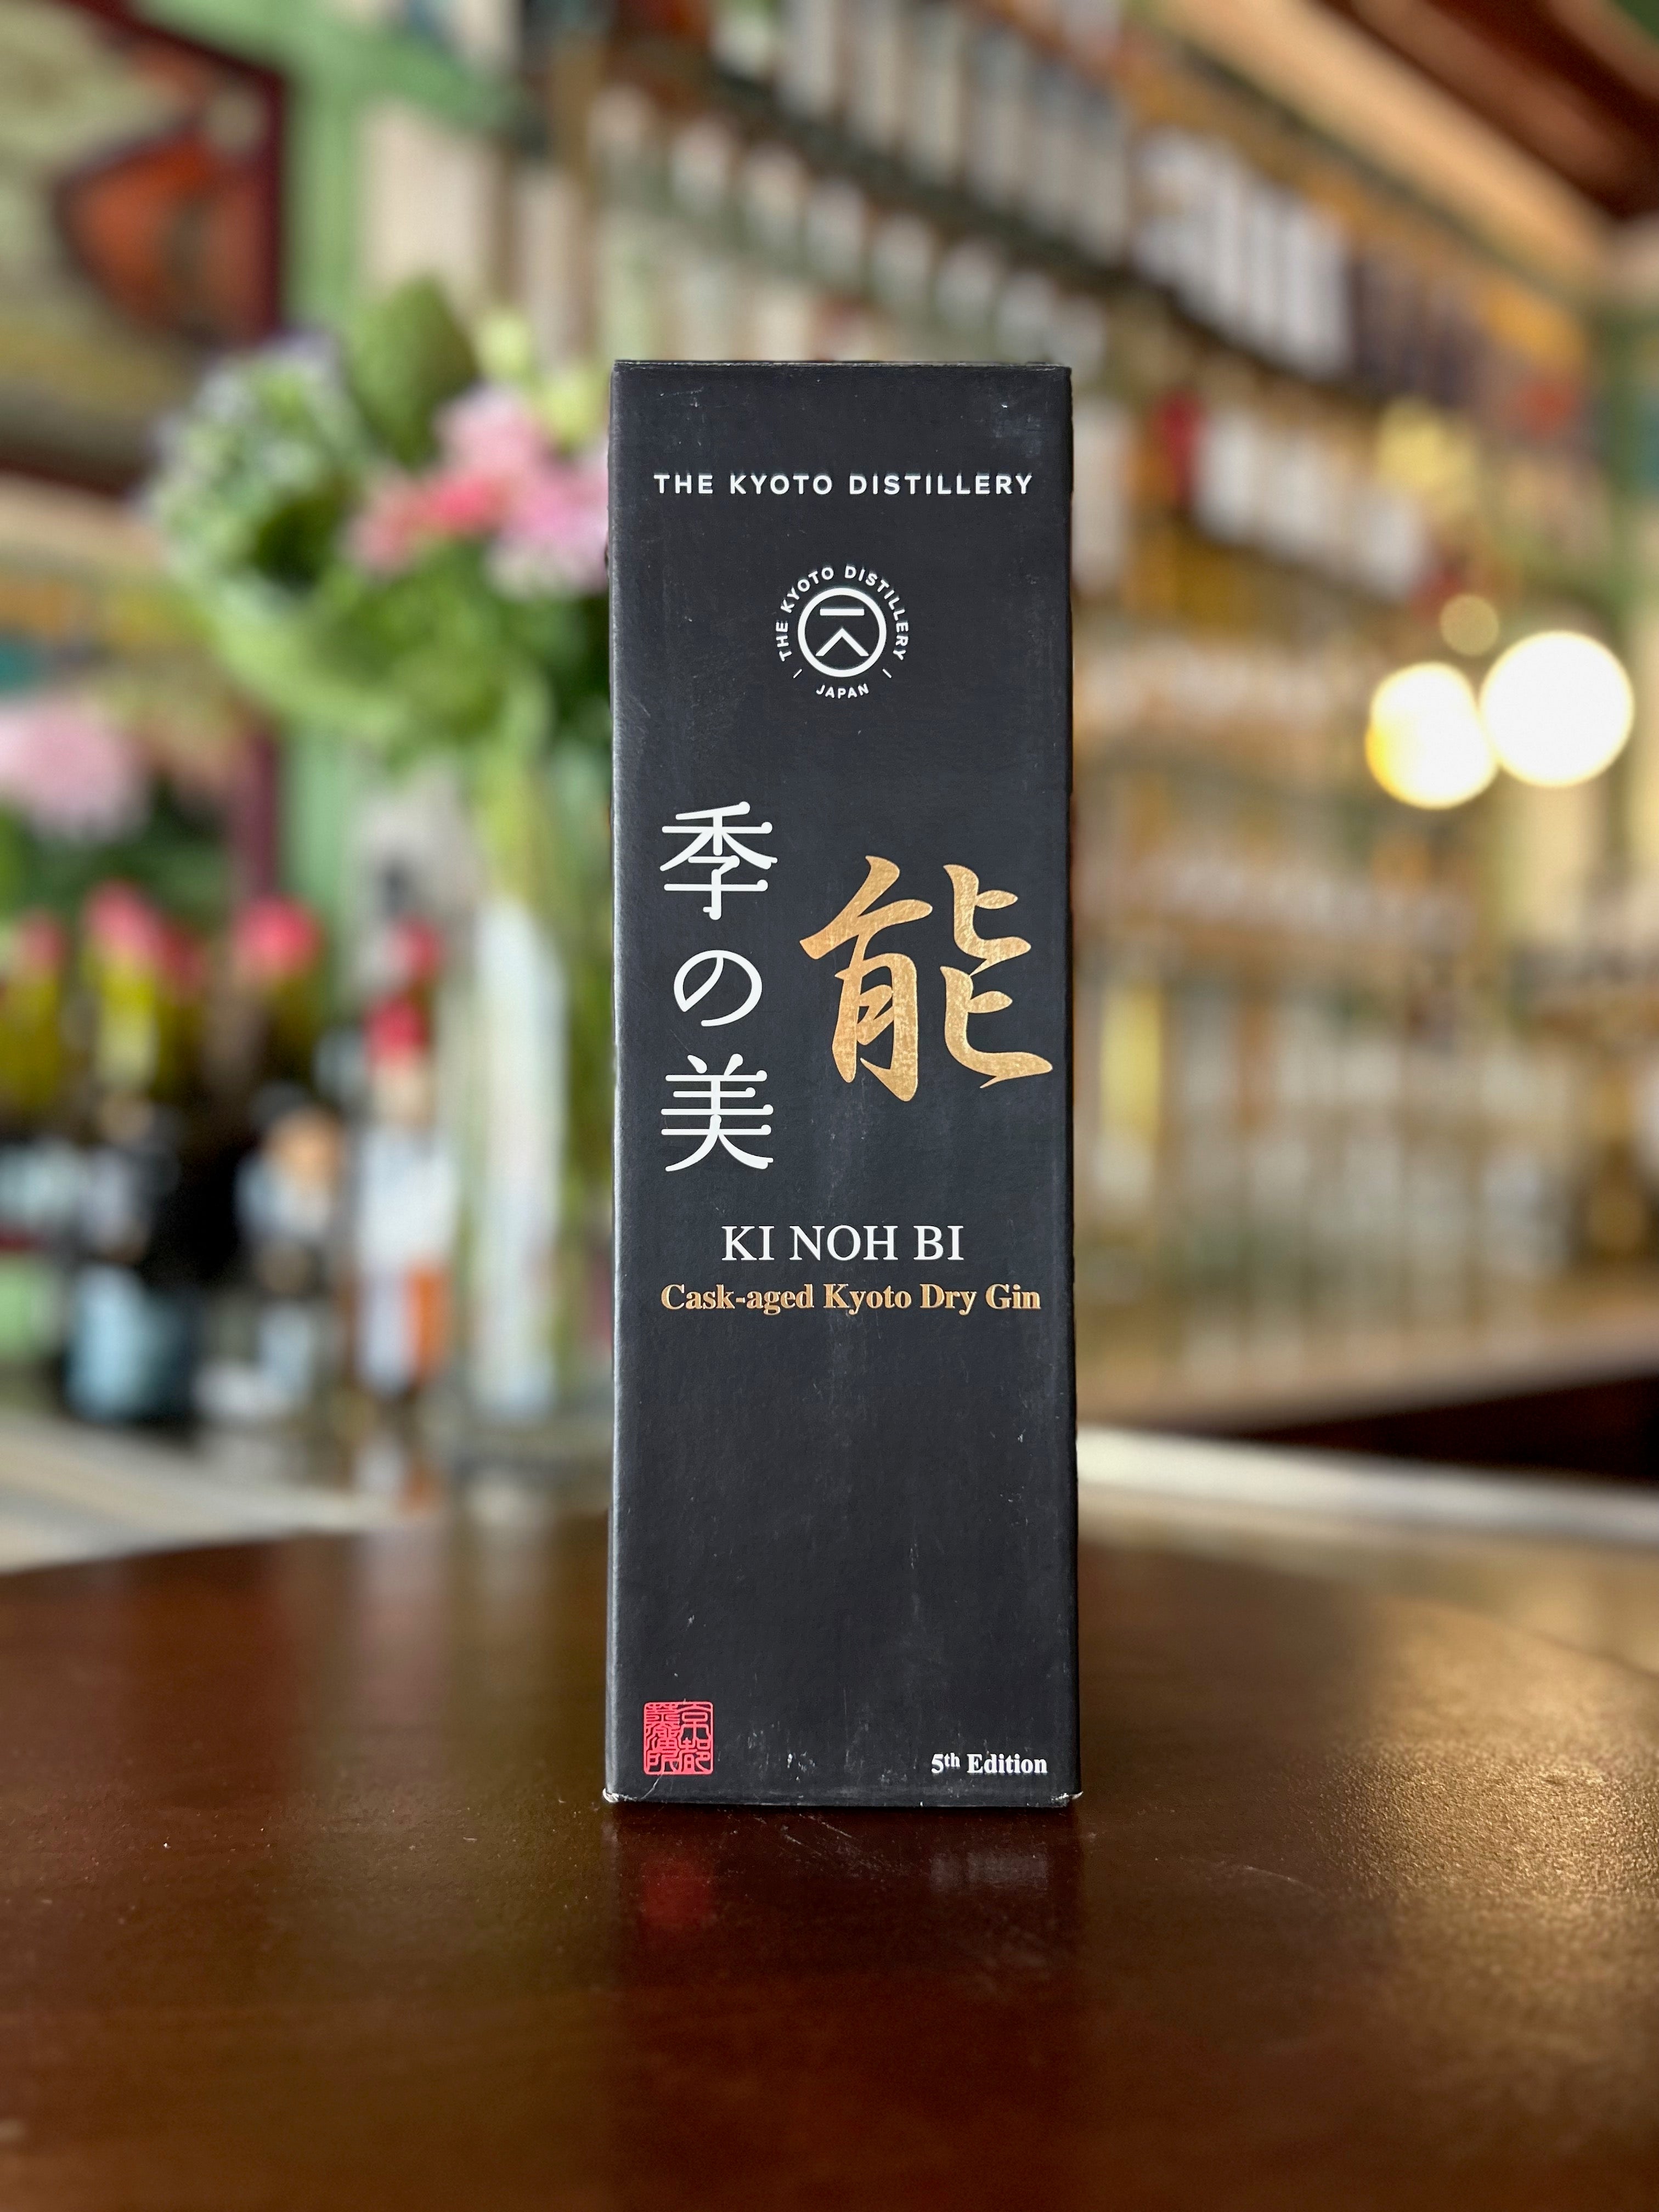 THE KYOTO DISTILLERY
THE KYOTO DISTILLERY
JAPAN
季の美
能
KI NOH BI
Cask-aged Kyoto Dry Gin
5th Edition